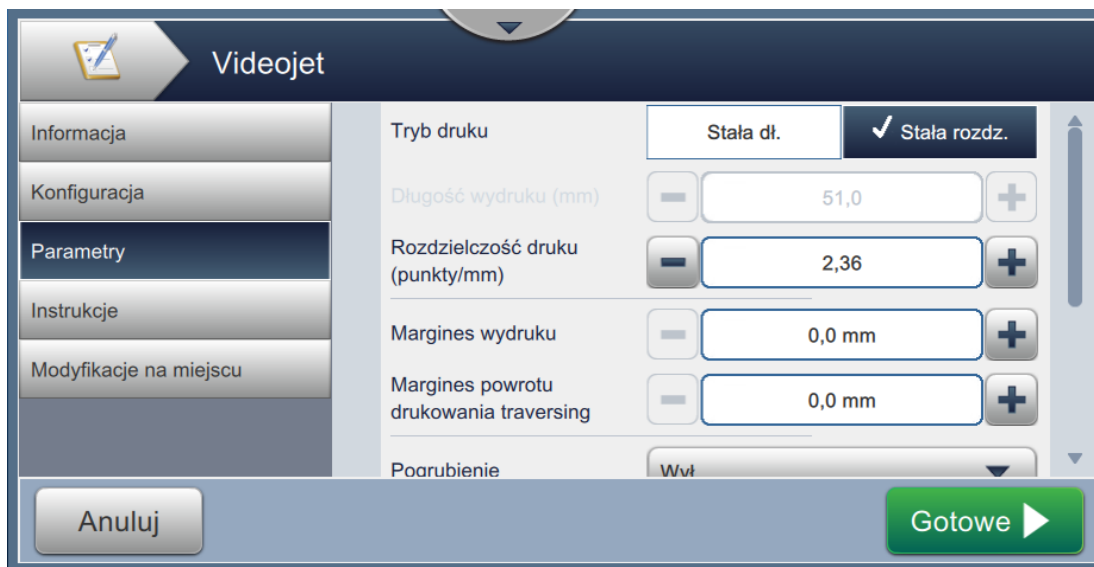 Videojet
Informacja
Konfiguracja
Parametry
Instrukcje
Modyfikacje na miejscu
Tryb druku
Stała dł.
Stała rozdz.
Długość wydruku (mm)
51,0
Rozdzielczość druku
(punkty/mm)
2,36
Margines wydruku
0,0 mm
Margines powrotu
drukowania traversing
0,0 mm
Pogrubienie
Wył
Anuluj
Gotowe